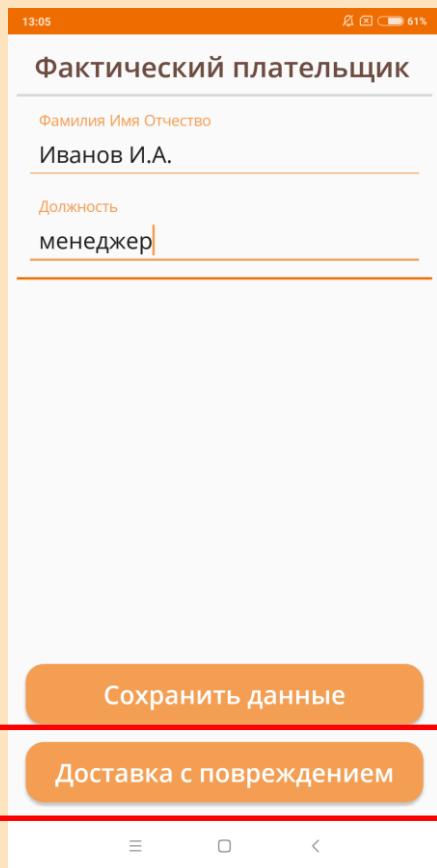 13:05
61%
Фактический плательщик
Фамилия Имя Отчество
Иванов И.А.
Должность
менеджер
Сохранить данные
Доставка с повреждением